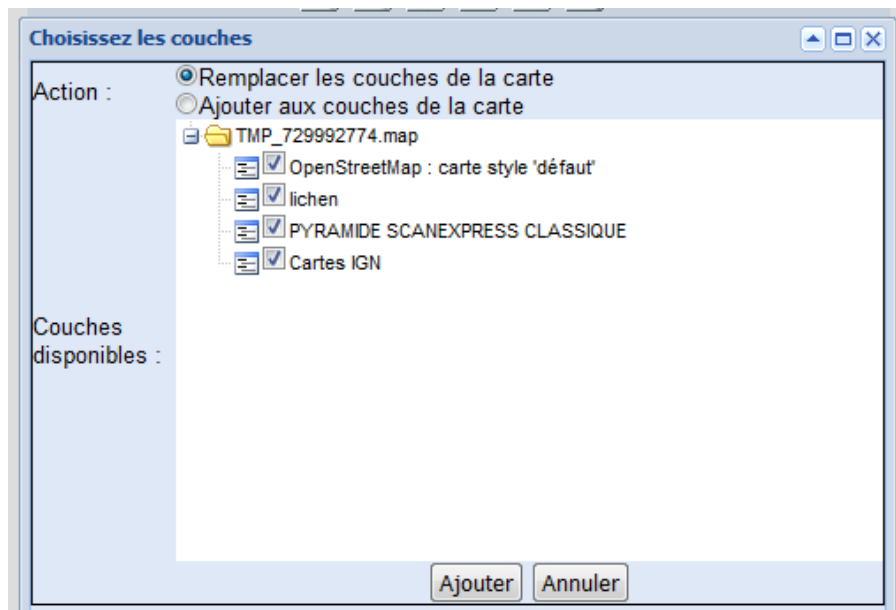 Choisissez les couches
Action :
Remplacer les couches de la carte
Ajouter aux couches de la carte
TMP_729992774.map
OpenStreetMap : carte style 'défaut'
lichen
PYRAMIDE SCANEXPRESS CLASSIQUE
Cartes IGN
Couches
disponibles :
Ajouter Annuler